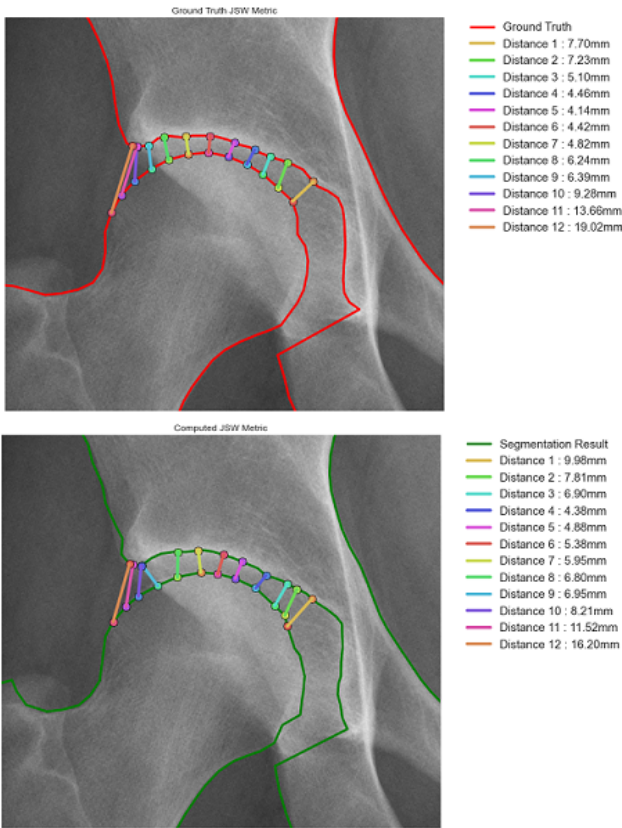 Ground Truth JSW Metric
Ground Truth
Distance 1 : 7.70mm
Distance 2 : 7.23mm
Distance 3 : 5.10mm
Distance 4 : 4.46mm
Distance 5 : 4.14mm
Distance 6 : 4.42mm
Distance 7 : 4.82mm
Distance 8 : 6.24mm
Distance 9 : 6.39mm
Distance 10 : 9.28mm
Distance 11 : 13.66mm
Distance 12 : 19.02mm
Computed JSW Metric
Segmentation Result
Distance 1 : 9.98mm
Distance 2 : 7.81mm
Distance 3 : 6.90mm
Distance 4 : 4.38mm
Distance 5 : 4.88mm
Distance 6 : 5.38mm
Distance 7 : 5.95mm
Distance 8 : 6.80mm
Distance 9 : 6.95mm
Distance 10 : 8.21mm
Distance 11 : 11.52mm
Distance 12 : 16.20mm